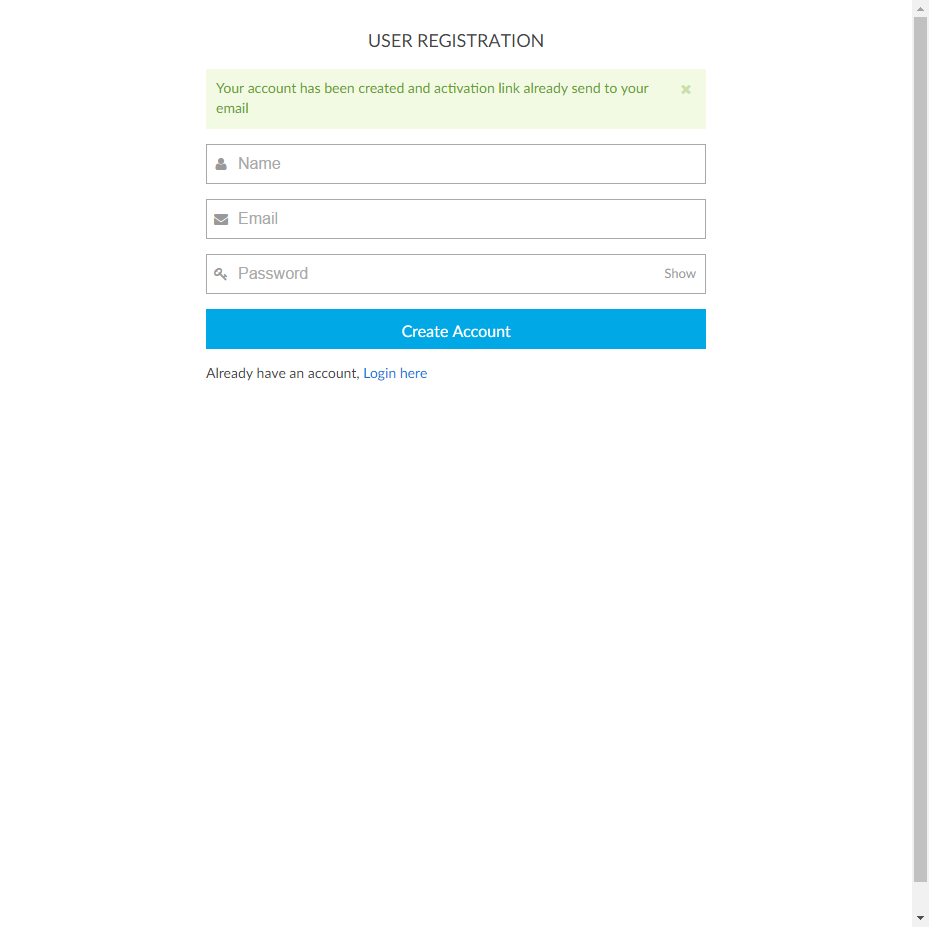 USER REGISTRATION
Your account has been created and activation link already send to your
email
Name
Email
Password
Show
Create Account
Already have an account, Login here